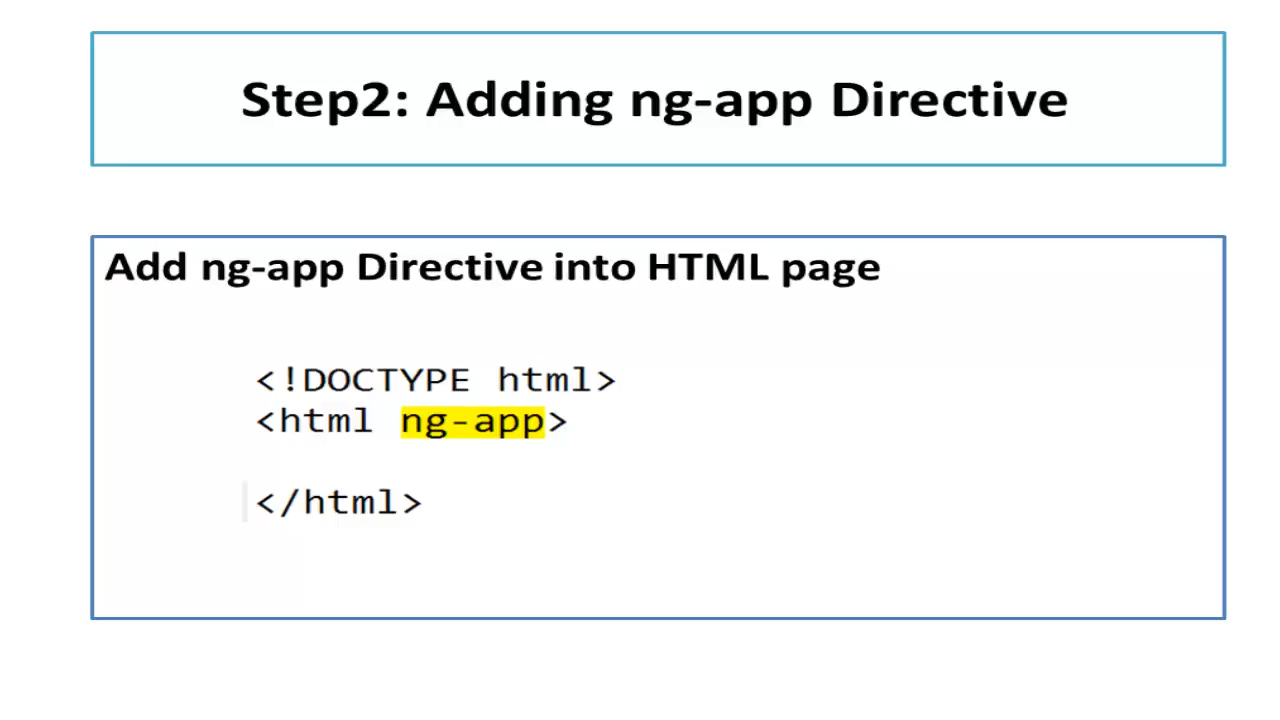 Step2: Adding ng-app Directive
Add ng-app Directive into HTML page
<!DOCTYPE html>
<html ng-app>
</html>